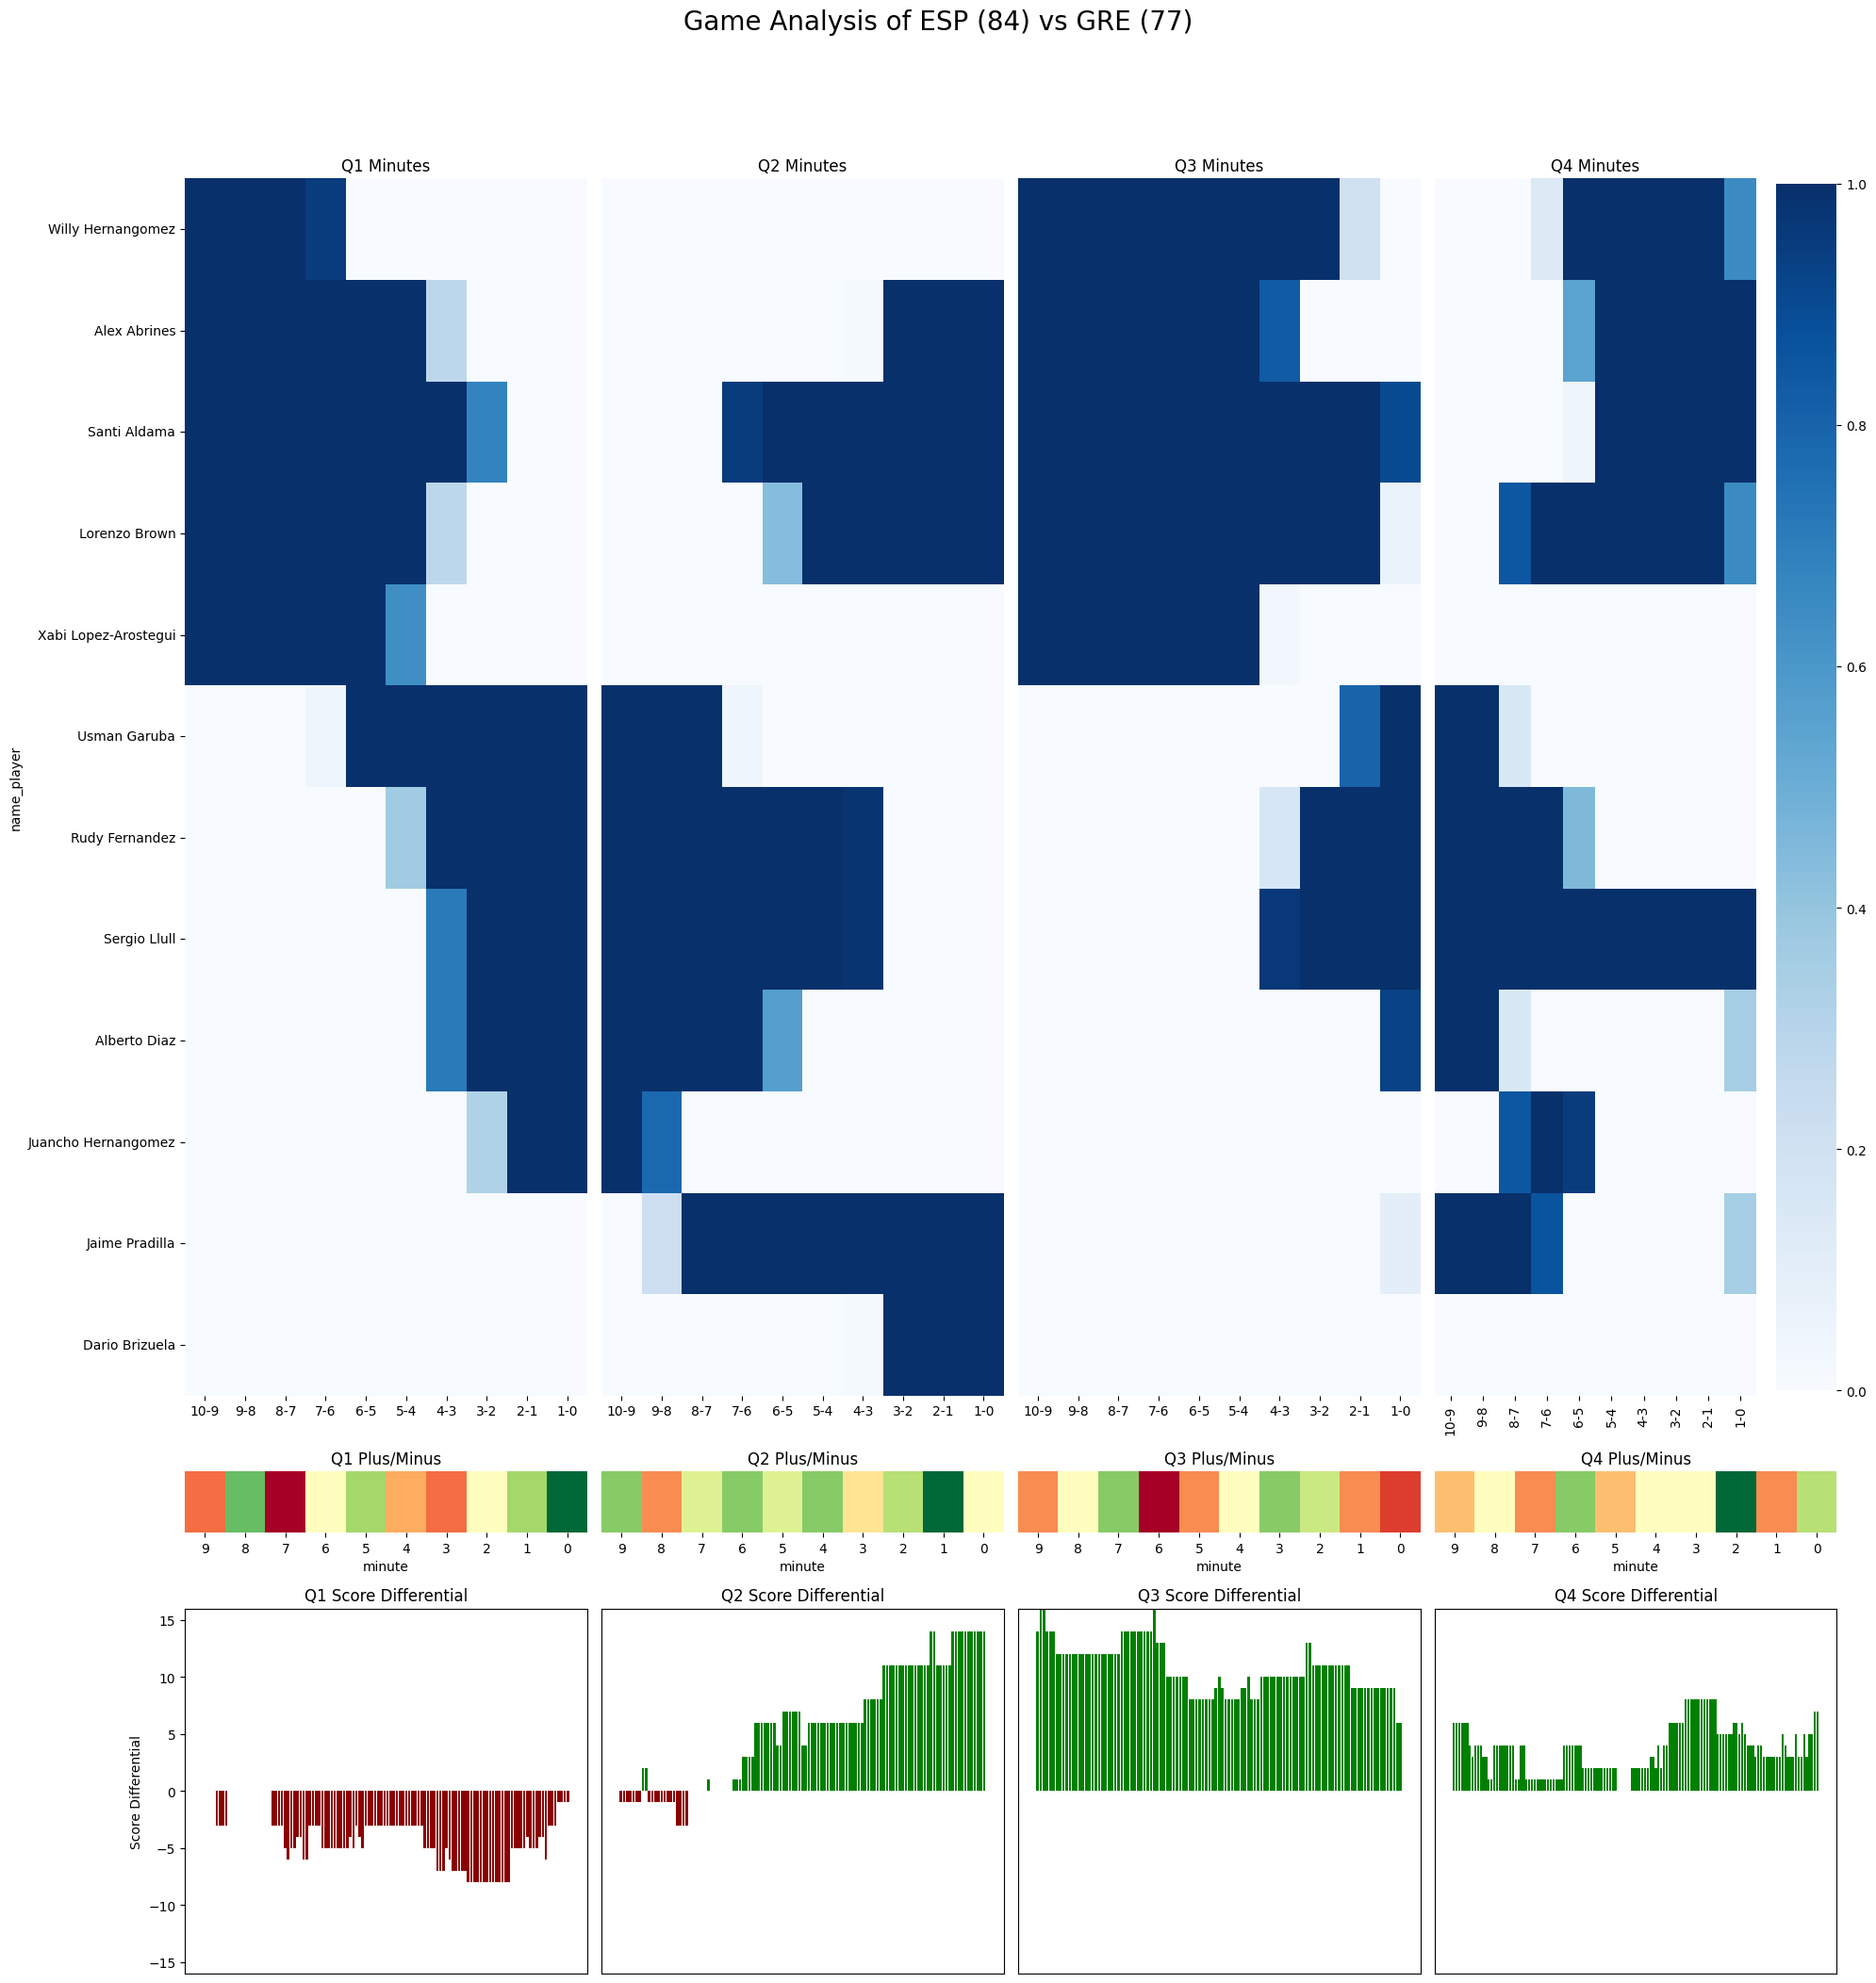 Game Analysis of ESP (84) vs GRE (77)
Q1 Minutes
Q2 Minutes
Q3 Minutes
Q4 Minutes
name_player
Willy Hernangomez
Alex Abrines
Santi Aldama
Lorenzo Brown
Xabi Lopez-Arostegui
Usman Garuba
Rudy Fernandez
Sergio Llull
Alberto Diaz
Juancho Hernangomez
Jaime Pradilla
Dario Brizuela
1.0
0.8
0.6
0.4
0.2
0.0
10-9 9-8 8-7 7-6 6-5 5-4 4-3 3-2 2-1 1-0
10-9 9-8 8-7 7-6 6-5 5-4 4-3 3-2 2-1 1-0
10-9 9-8 8-7 7-6 6-5 5-4 4-3 3-2 2-1 1-0
10-9 9-8 8-7 7-6 6-5 5-4 4-3 3-2 2-1 1-0
Q1 Plus/Minus
Q2 Plus/Minus
Q3 Plus/Minus
Q4 Plus/Minus
9 8 7 6 5 4 3 2 1 0
9 8 7 6 5 4 3 2 1 0
9 8 7 6 5 4 3 2 1 0
9 8 7 6 5 4 3 2 1 0
minute
minute
minute
minute
Q1 Score Differential
Q2 Score Differential
Q3 Score Differential
Q4 Score Differential
Score Differential
15
10
5
0
−5
−10
−15